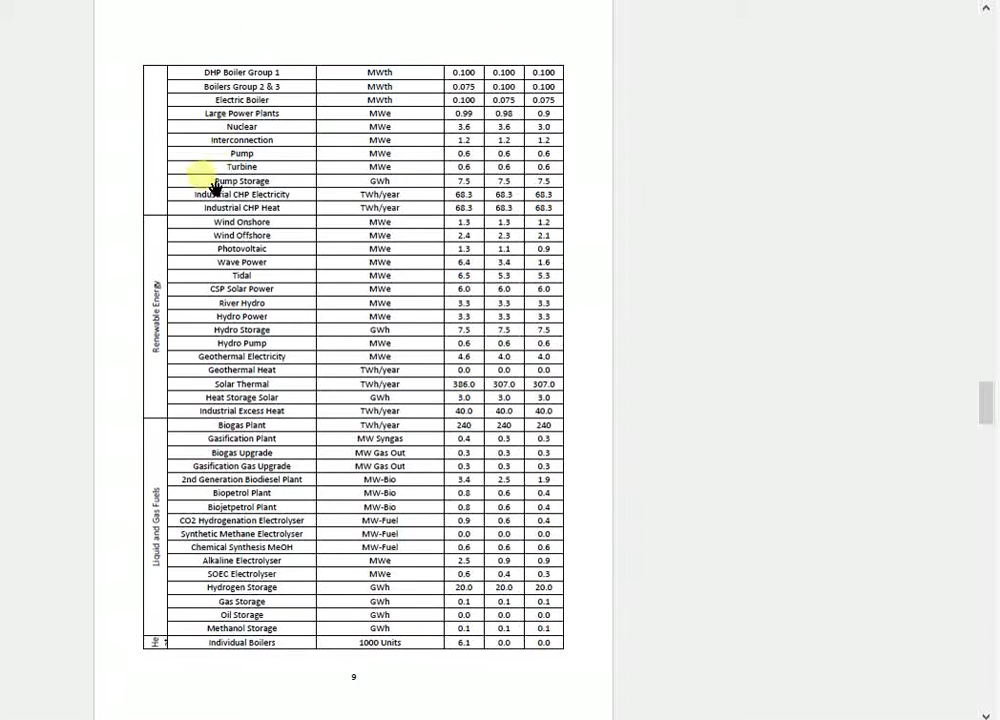 DHP Boiler Group 1 MWth 0.100 0.100 0.100
Boilers Group 2 & 3 MWth 0.075 0.100 0.100
Electric Boiler MWth 0.100 0.075 0.075
Large Power Plants MWe 0.99 0.98 0.9
Nuclear MWe 3.6 3.6 3.0
Interconnection MWe 1.2 1.2 1.2
Pump MWe 0.6 0.6 0.6
Turbine MWe 0.6 0.6 0.6
Pump Storage GWh 7.5 7.5 7.5
Industrial CHP Electricity TWh/year 68.3 68.3 68.3
Industrial CHP Heat TWh/year 68.3 68.3 68.3
Renewable Energy
Wind Onshore MWe 1.3 1.3 1.2
Wind Offshore MWe 2.4 2.3 2.1
Photovoltaic MWe 1.3 1.1 0.9
Wave Power MWe 6.4 3.4 1.6
Tidal MWe 6.5 5.3 5.3
CSP Solar Power MWe 6.0 6.0 6.0
River Hydro MWe 3.3 3.3 3.3
Hydro Power MWe 3.3 3.3 3.3
Hydro Storage GWh 7.5 7.5 7.5
Hydro Pump MWe 0.6 0.6 0.6
Geothermal Electricity MWe 4.6 4.0 4.0
Geothermal Heat TWh/year 0.0 0.0 0.0
Solar Thermal TWh/year 386.0 307.0 307.0
Heat Storage Solar GWh 3.0 3.0 3.0
Industrial Excess Heat TWh/year 40.0 40.0 40.0
Liquid and Gas Fuels
Biogas Plant TWh/year 240 240 240
Gasification Plant MW Syngas 0.4 0.3 0.3
Biogas Upgrade MW Gas Out 0.3 0.3 0.3
Gasification Gas Upgrade MW Gas Out 0.3 0.3 0.3
2nd Generation Biodiesel Plant MW-Bio 3.4 2.5 1.9
Biopetrol Plant MW-Bio 0.8 0.6 0.4
Biojetpetrol Plant MW-Bio 0.8 0.6 0.4
CO2 Hydrogenation Electrolyser MW-Fuel 0.9 0.6 0.4
Synthetic Methane Electrolyser MW-Fuel 0.0 0.0 0.0
Chemical Synthesis MeOH MW-Fuel 0.6 0.6 0.6
Alkaline Electrolyser MWe 2.5 0.9 0.9
SOEC Electrolyser MWe 0.6 0.4 0.3
Hydrogen Storage GWh 20.0 20.0 20.0
Gas Storage GWh 0.1 0.1 0.1
Oil Storage GWh 0.0 0.0 0.0
Methanol Storage GWh 0.1 0.1 0.1
He
Individual Boilers 1000 Units 6.1 0.0 0.0
9